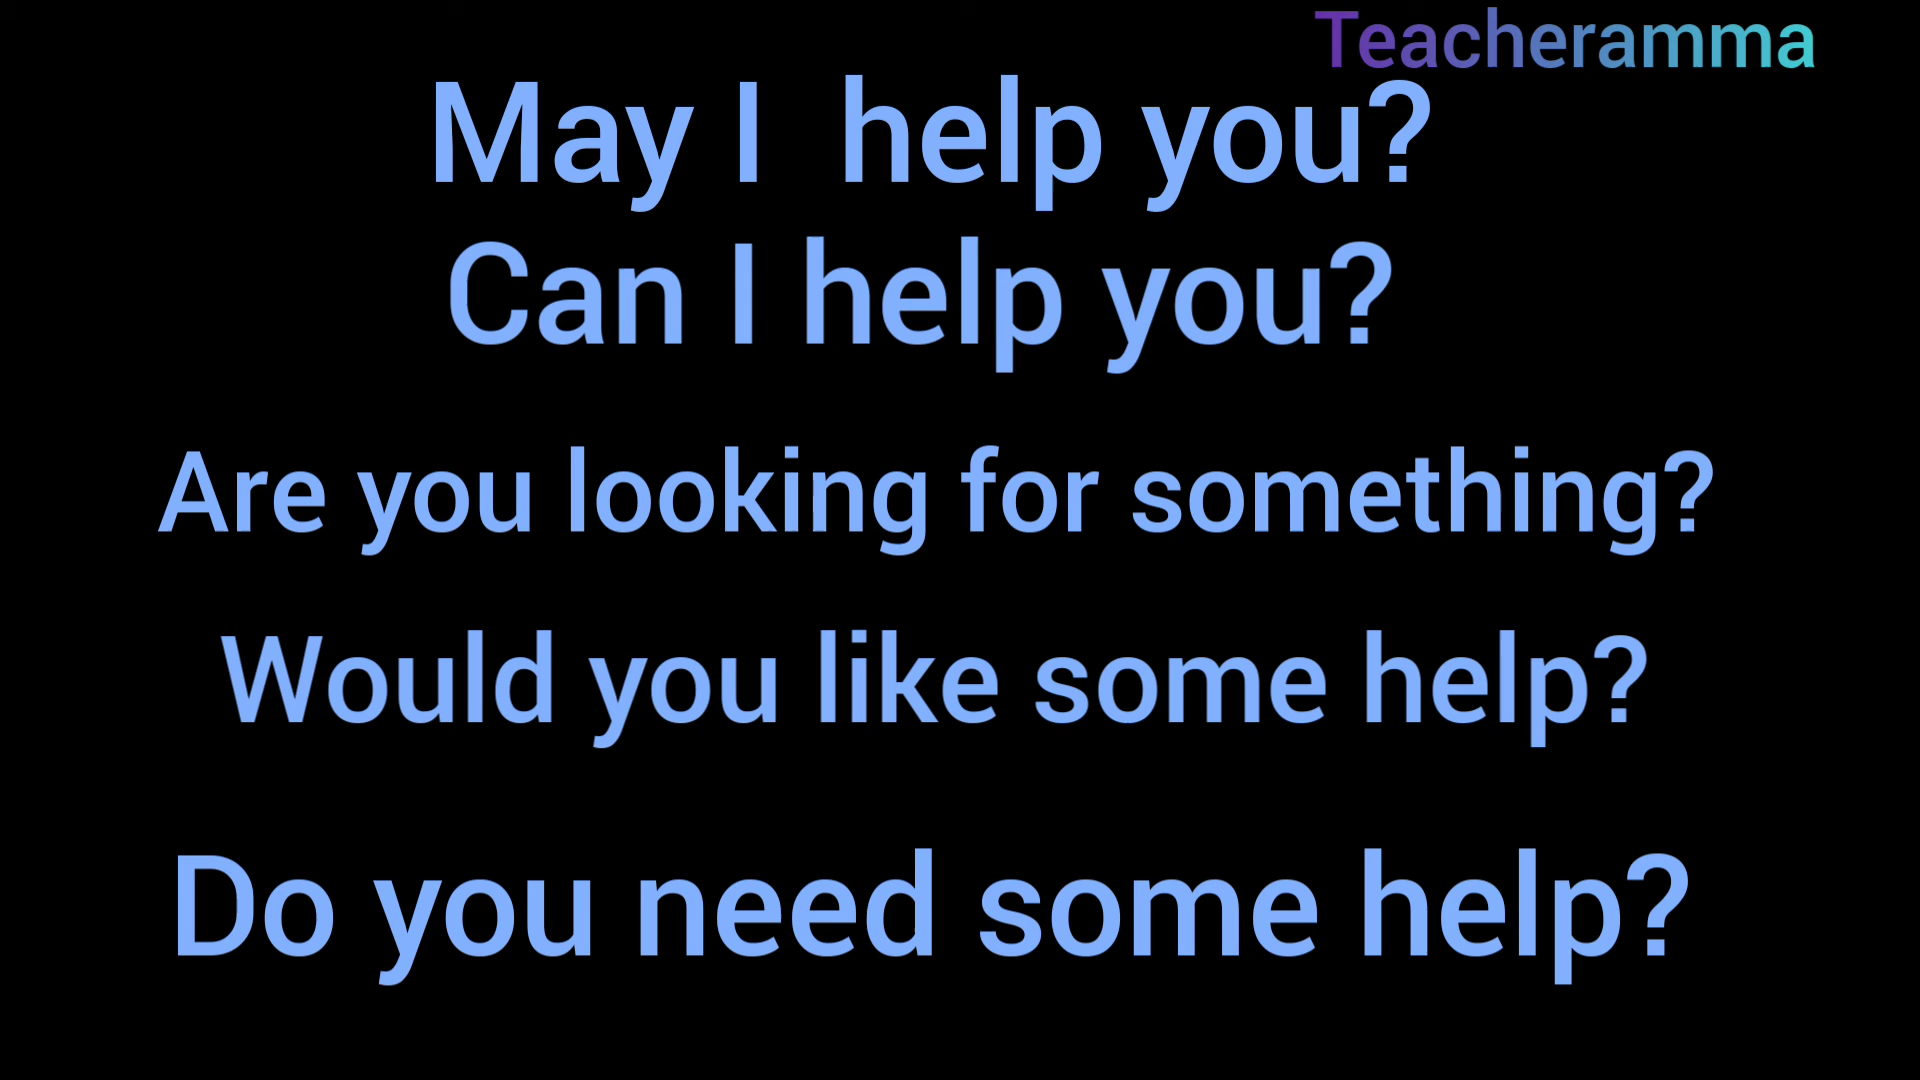 Teacheramma
May I help you?
Can I help you?
Are you looking for something?
Would you like some help?
Do you need some help?